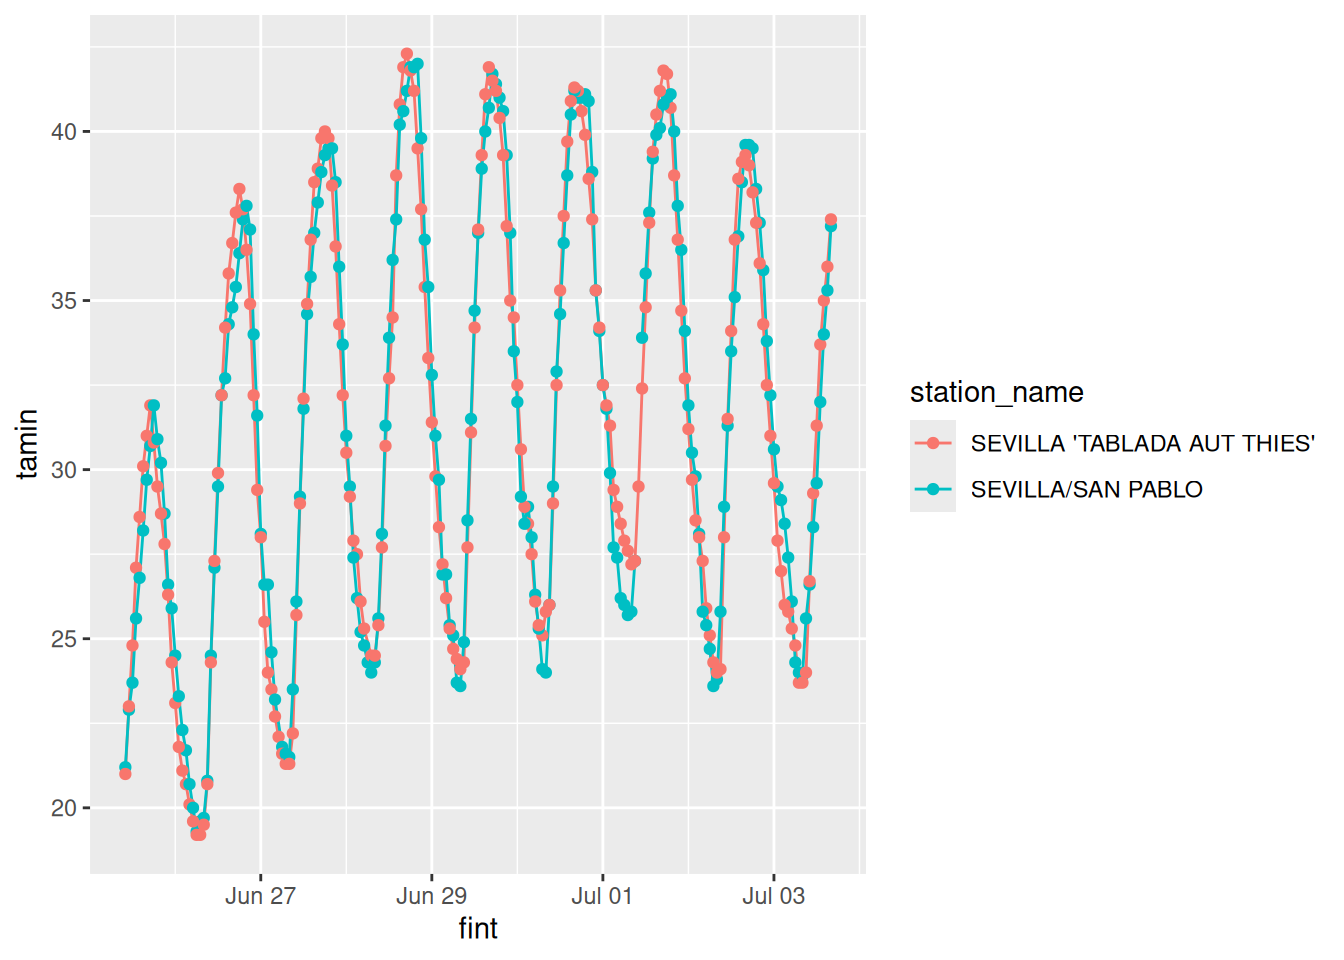 tamin
40
35
30
25
20
Jun 27
Jun 29
Jul 01
Jul 03
fint
station_name
SEVILLA 'TABLADA AUT THIES'
SEVILLA/SAN PABLO